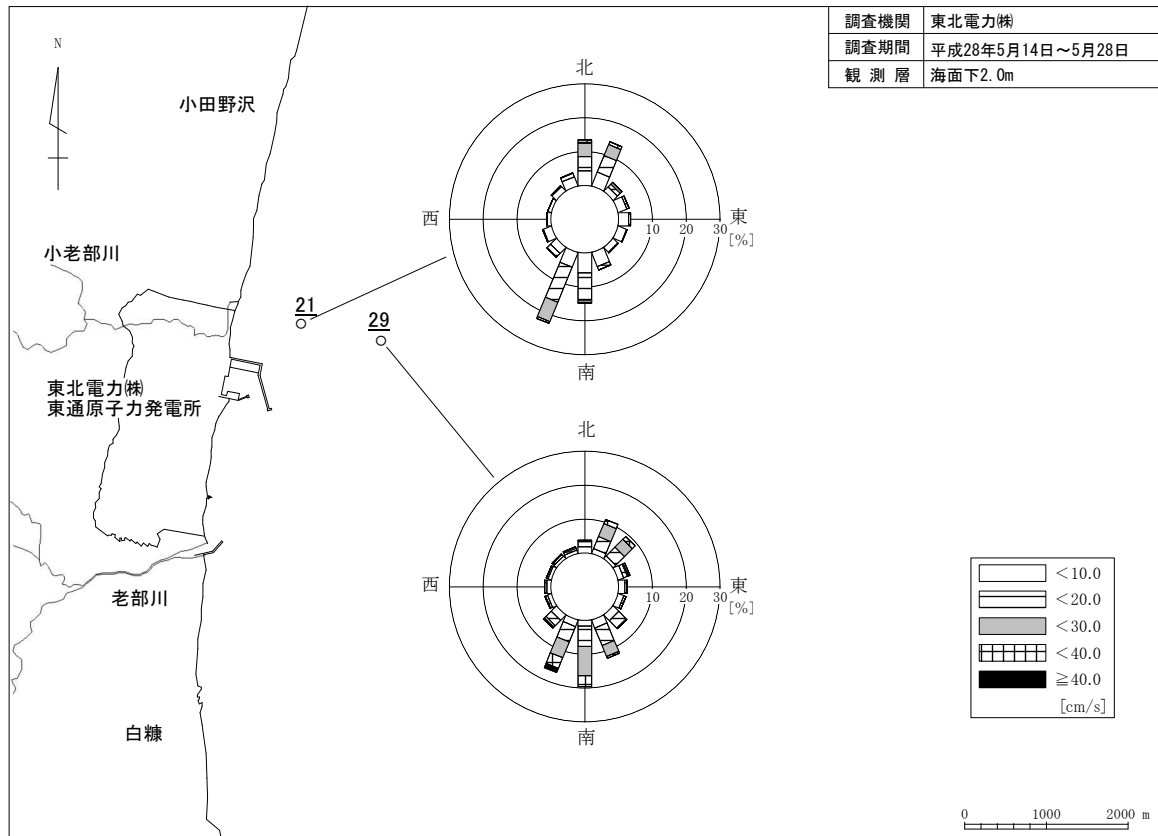 調査機関 東北電力㈱
調査期間 平成28年5月14日～5月28日
観測層 海面下2.0m
N
小田野沢
北
西
東
10 20 30
[%]
南
小老部川
21
29
東北電力㈱
東通原子力発電所
北
西
東
10 20 30
[%]
南
老部川
白糠
＜10.0
＜20.0
＜30.0
＜40.0
≧40.0
[cm/s]
0 1000 2000 m